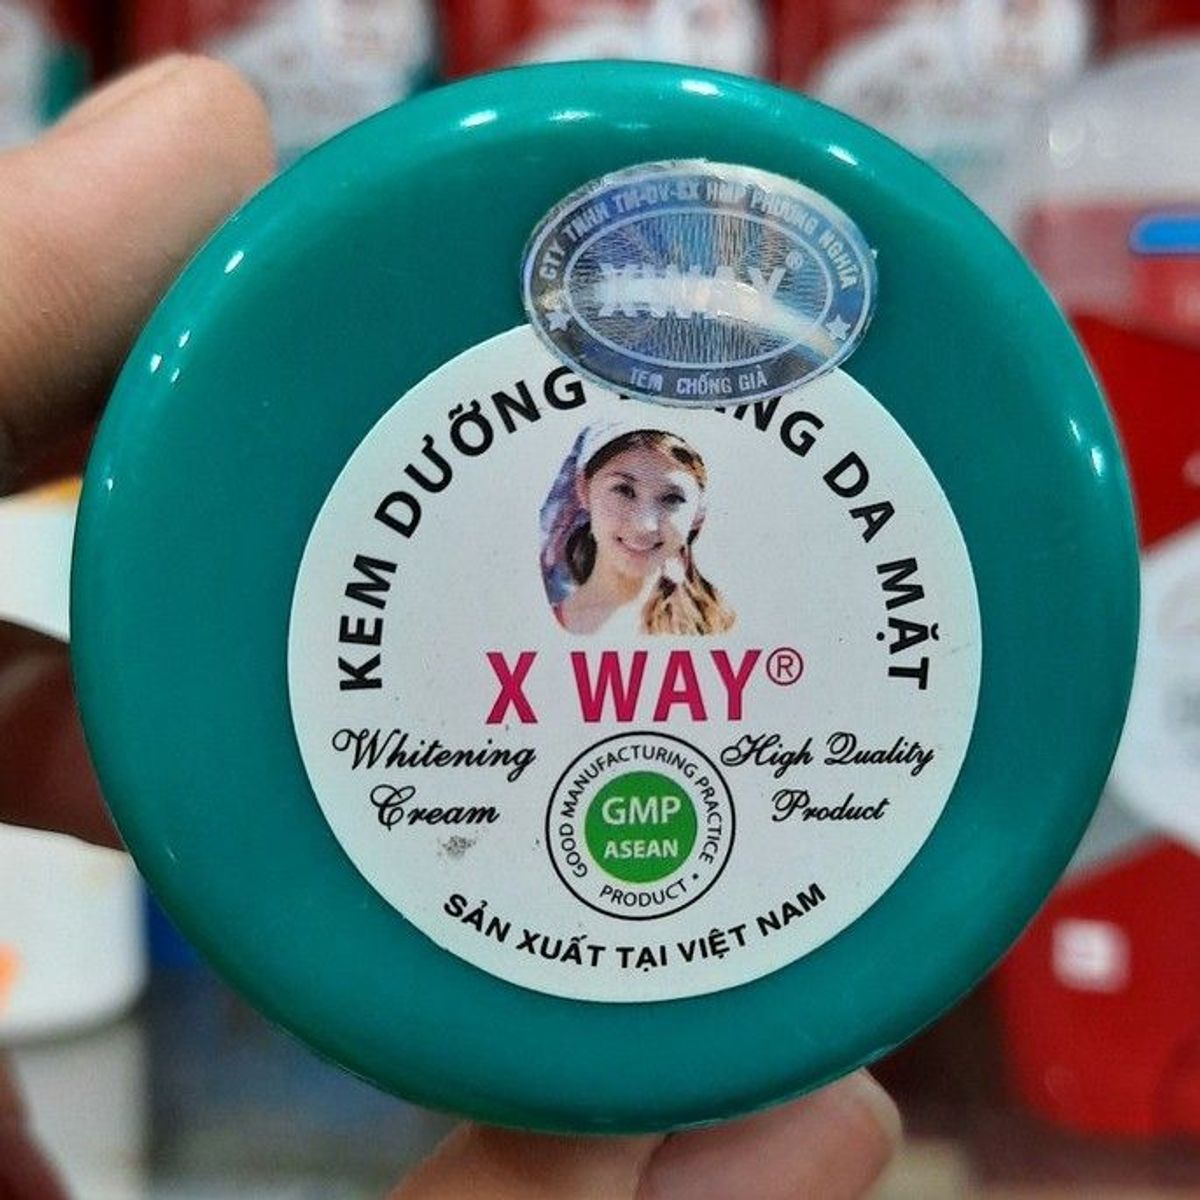 CTY TNHH TM-DV-SX HMP PHƯƠNG NGHĨA
X-WAY®
TEM CHỐNG GIẢ
KEM DƯỠNG TRẮNG DA MẶT
X WAY®
Whitening
Cream
High Quality
Product
GOOD MANUFACTURING PRACTICE
GMP
ASEAN
PRODUCT •
SẢN XUẤT TẠI VIỆT NAM